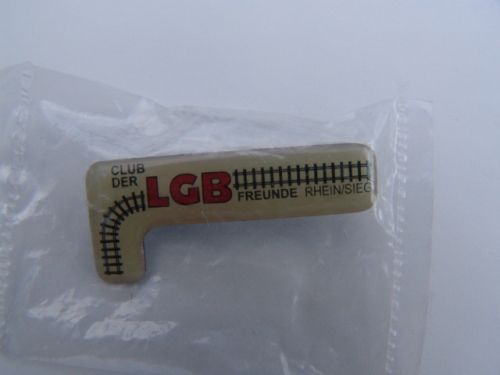 CLUB
DER
LGB
FREUNDE RHEIN/SIEG